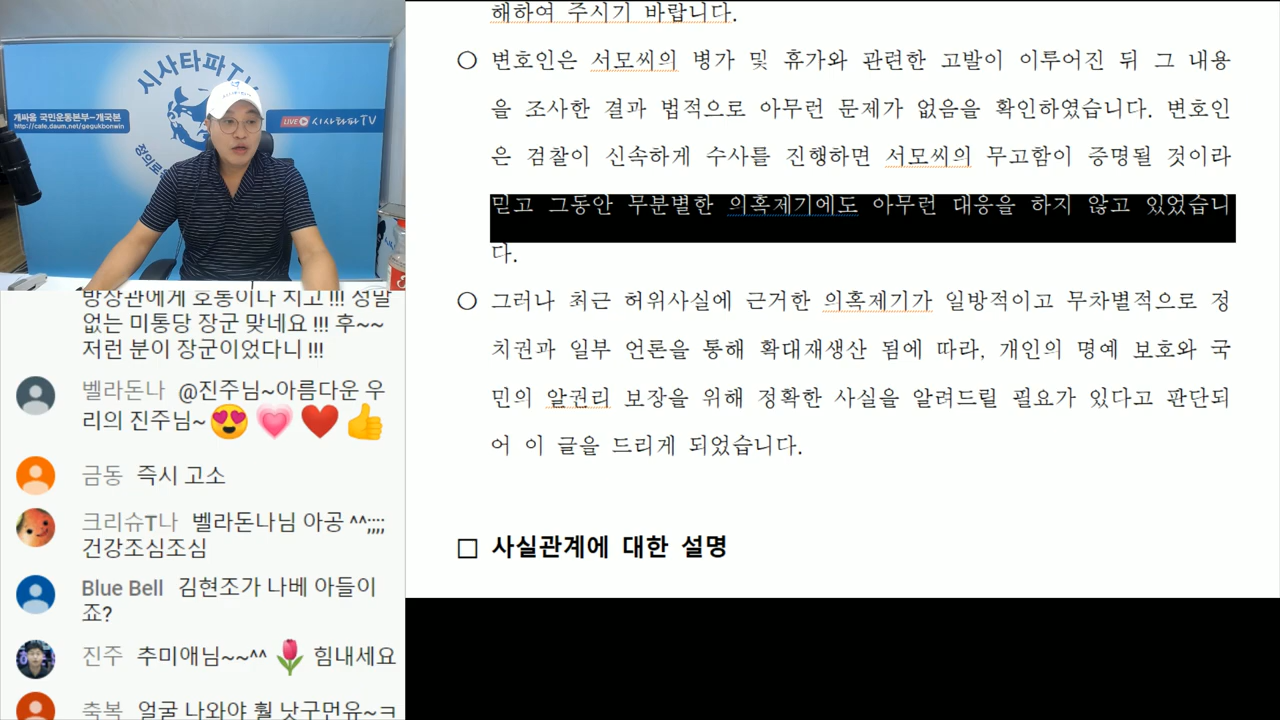 시사타파TV
개싸움 국민운동본부-개국본
http://cafe.daum.net/gegukbonwin
LIVE 시사타파TV
방장관에게 호통이나 치고 !!! 정말
없는 미통당 장군 맞네요 !!! 후~~
저런 분이 장군이었다니 !!!
벨라돈나 @진주님~아름다운 우
리의 진주님~😍💗❤️👍
금동 즉시 고소
크리슈T나 벨라돈나님 아공 ^^;;;;
건강조심조심
Blue Bell 김현조가 나베 아들이
죠?
진주 추미애님~~^^ 🌷 힘내세요
축복 얼굴 나와야 훨 낫구먼유~ㅋ
해하여 주시기 바랍니다.
○ 변호인은 서모씨의 병가 및 휴가와 관련한 고발이 이루어진 뒤 그 내용
을 조사한 결과 법적으로 아무런 문제가 없음을 확인하였습니다. 변호인
은 검찰이 신속하게 수사를 진행하면 서모씨의 무고함이 증명될 것이라
믿고 그동안 무분별한 의혹제기에도 아무런 대응을 하지 않고 있었습니
다.
○ 그러나 최근 허위사실에 근거한 의혹제기가 일방적이고 무차별적으로 정
치권과 일부 언론을 통해 확대재생산 됨에 따라, 개인의 명예 보호와 국
민의 알권리 보장을 위해 정확한 사실을 알려드릴 필요가 있다고 판단되
어 이 글을 드리게 되었습니다.
□ 사실관계에 대한 설명